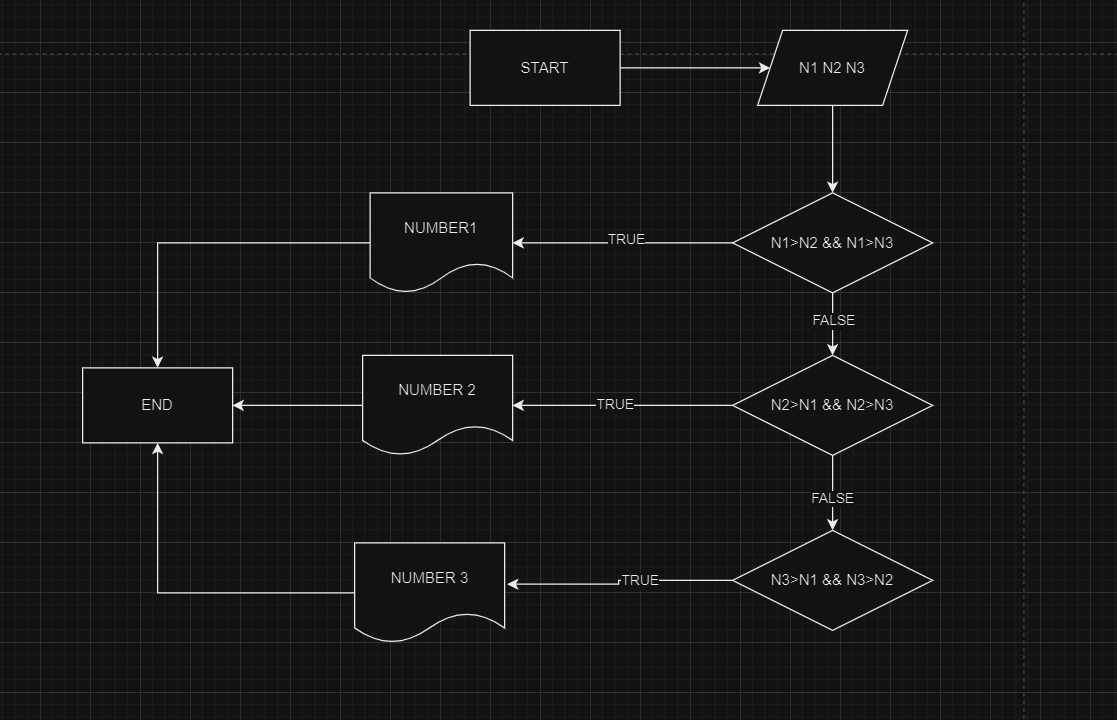 START
N1 N2 N3
NUMBER1
TRUE
N1>N2 && N1>N3
FALSE
END
NUMBER 2
TRUE
N2>N1 && N2>N3
FALSE
NUMBER 3
TRUE
N3>N1 && N3>N2